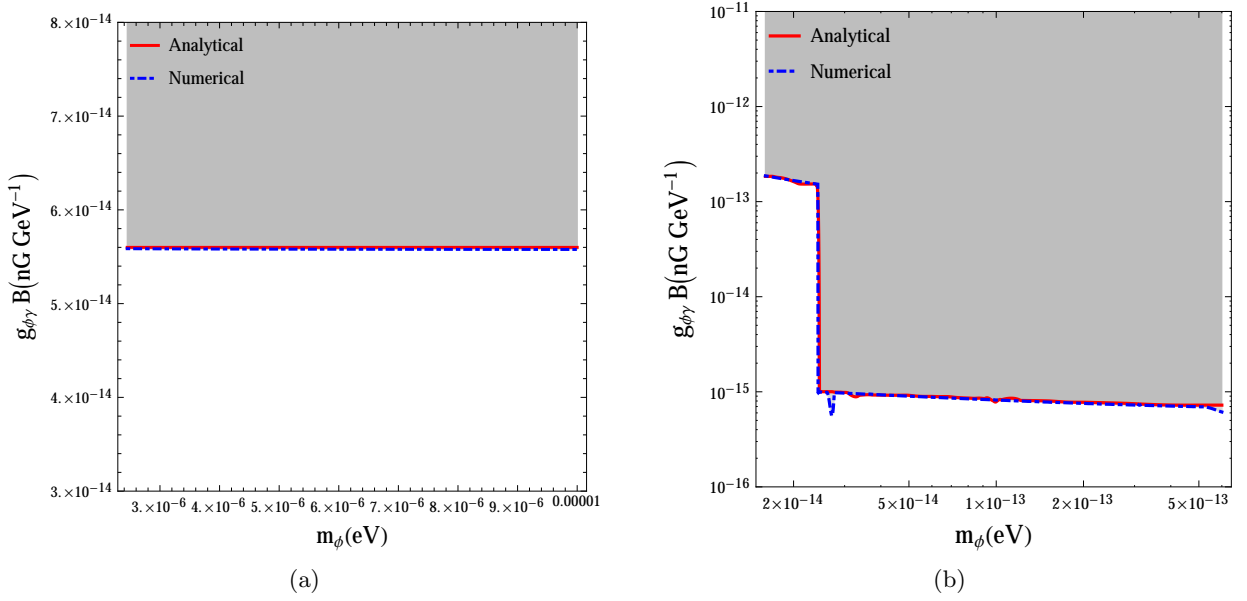 8.×10⁻¹⁴
7.×10⁻¹⁴
6.×10⁻¹⁴
5.×10⁻¹⁴
4.×10⁻¹⁴
3.×10⁻¹⁴
g_ϕγ B(nG GeV⁻¹)
Analytical
Numerical
3.×10⁻⁶ 4.×10⁻⁶ 5.×10⁻⁶ 6.×10⁻⁶ 7.×10⁻⁶ 8.×10⁻⁶ 9.×10⁻⁶ 0.00001
m_ϕ(eV)
(a)
10⁻¹¹
10⁻¹²
10⁻¹³
10⁻¹⁴
10⁻¹⁵
10⁻¹⁶
g_ϕγ B(nG GeV⁻¹)
Analytical
Numerical
2×10⁻¹⁴ 5×10⁻¹⁴ 1×10⁻¹³ 2×10⁻¹³ 5×10⁻¹³
m_ϕ(eV)
(b)